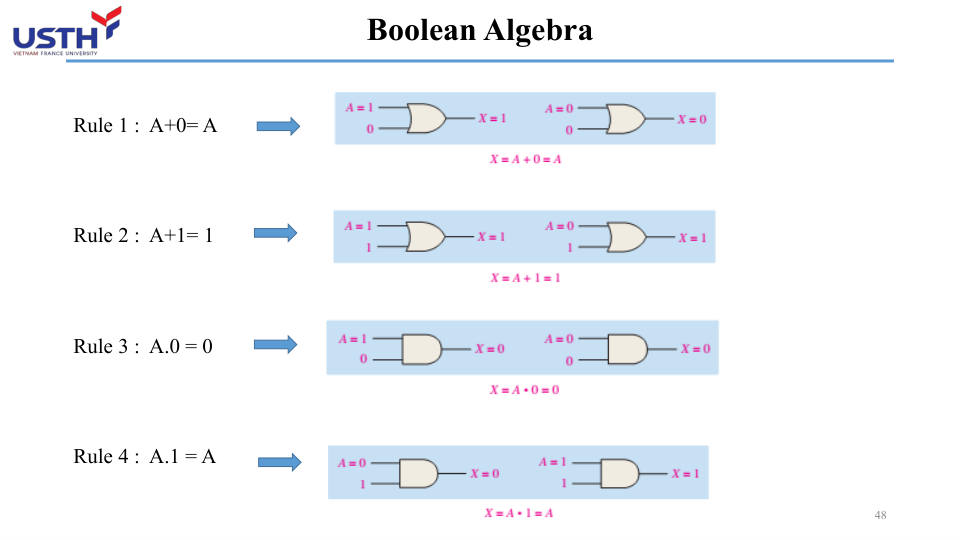 USTH
VIETNAM FRANCE UNIVERSITY
Boolean Algebra
Rule 1 : A+0= A
A = 1
0
X = 1
A = 0
0
X = 0
X = A + 0 = A
Rule 2 : A+1= 1
A = 1
1
X = 1
A = 0
1
X = 1
X = A + 1 = 1
Rule 3 : A.0 = 0
A = 1
0
X = 0
A = 0
0
X = 0
X = A • 0 = 0
Rule 4 : A.1 = A
A = 0
1
X = 0
A = 1
1
X = 1
X = A • 1 = A
48